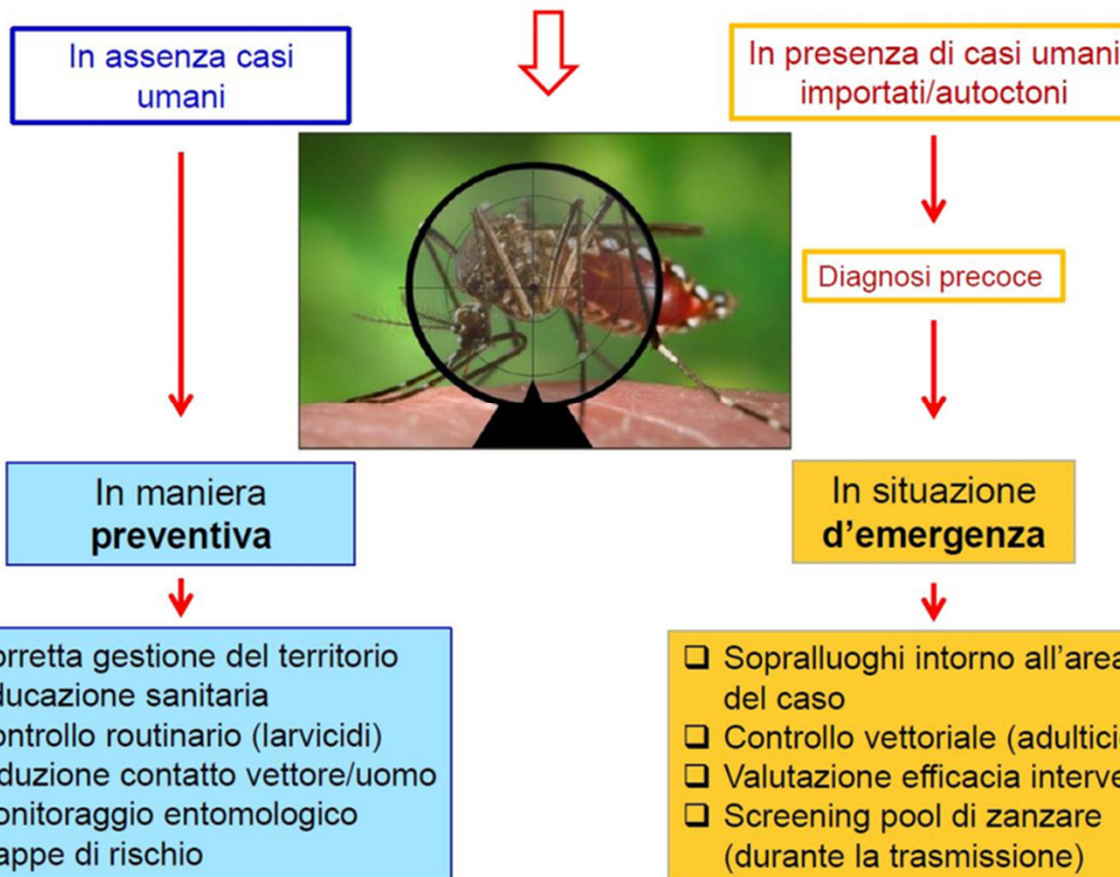 In assenza casi
umani
In presenza di casi umani
importati/autoctoni
Diagnosi precoce
In maniera
preventiva
In situazione
d'emergenza
orretta gestione del territorio
ducazione sanitaria
ontrollo routinario (larvicidi)
duzione contatto vettore/uomo
onitoraggio entomologico
appe di rischio
❑ Sopralluoghi intorno all'area
del caso
❑ Controllo vettoriale (adultici
❑ Valutazione efficacia interve
❑ Screening pool di zanzare
(durante la trasmissione)